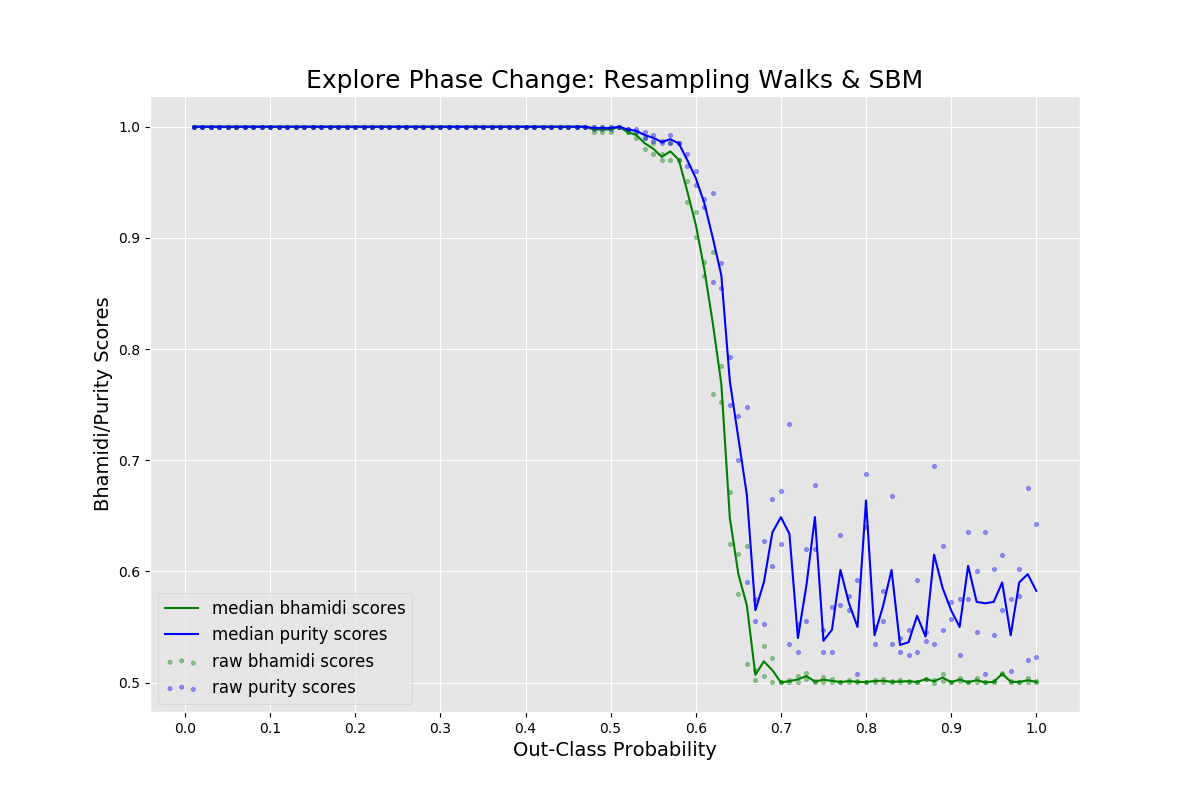 Explore Phase Change: Resampling Walks & SBM
Bhamidi/Purity Scores
1.0
0.9
0.8
0.7
0.6
0.5
median bhamidi scores
median purity scores
raw bhamidi scores
raw purity scores
0.0 0.1 0.2 0.3 0.4 0.5 0.6 0.7 0.8 0.9 1.0
Out-Class Probability